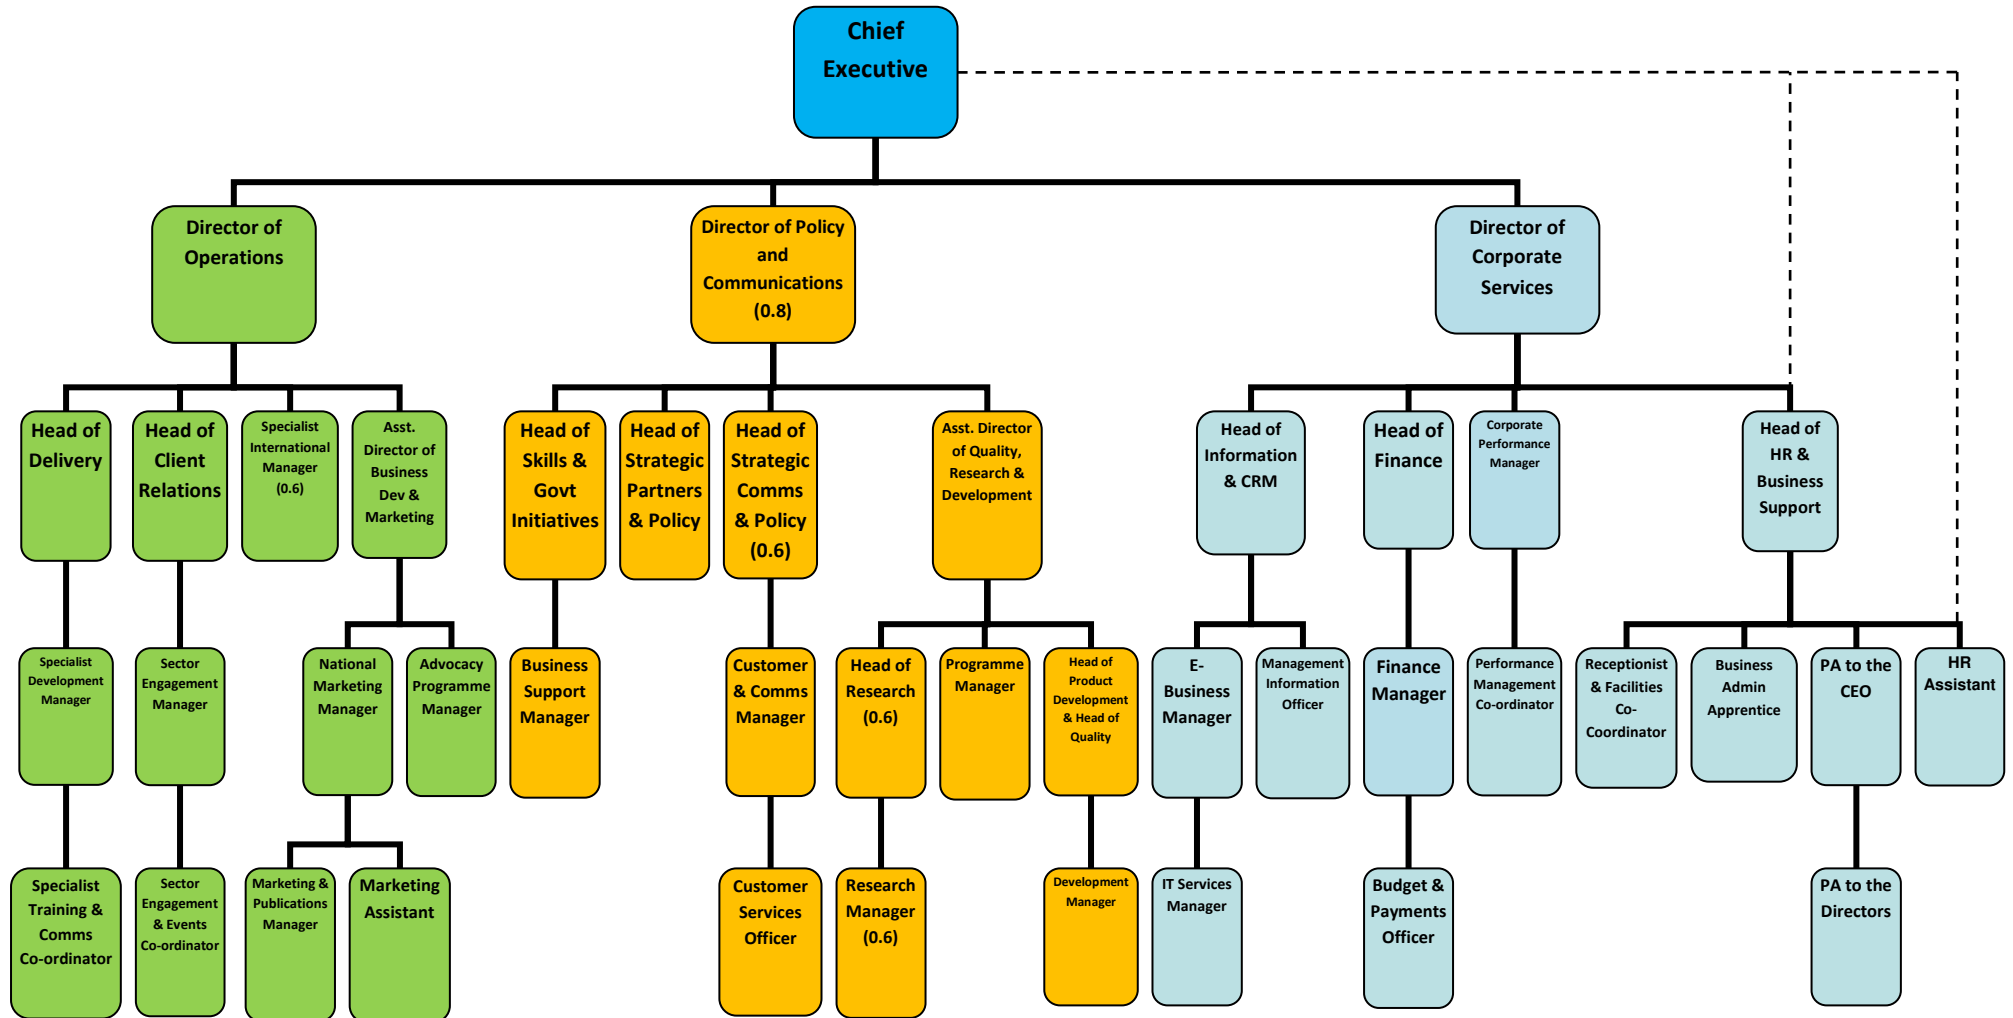 Chief
Executive
Director of
Operations
Director of Policy
and
Communications
(0.8)
Director of
Corporate
Services
Head of
Delivery
Head of
Client
Relations
Specialist
International
Manager
(0.6)
Asst.
Director of
Business
Dev &
Marketing
Head of
Skills &
Govt
Initiatives
Head of
Strategic
Partners
& Policy
Head of
Strategic
Comms
& Policy
(0.6)
Asst. Director
of Quality,
Research &
Development
Head of
Information
& CRM
Head of
Finance
Corporate
Performance
Manager
Head of
HR &
Business
Support
Specialist
Development
Manager
Sector
Engagement
Manager
National
Marketing
Manager
Advocacy
Programme
Manager
Business
Support
Manager
Customer
& Comms
Manager
Head of
Research
(0.6)
Programme
Manager
Head of
Product
Development
& Head of
Quality
E-
Business
Manager
Management
Information
Officer
Finance
Manager
Performance
Management
Co-ordinator
Receptionist
& Facilities
Co-
Coordinator
Business
Admin
Apprentice
PA to the
CEO
HR
Assistant
Specialist
Training &
Comms
Co-ordinator
Sector
Engagement
& Events
Co-ordinator
Marketing &
Publications
Manager
Marketing
Assistant
Customer
Services
Officer
Research
Manager
(0.6)
Development
Manager
IT Services
Manager
Budget &
Payments
Officer
PA to the
Directors